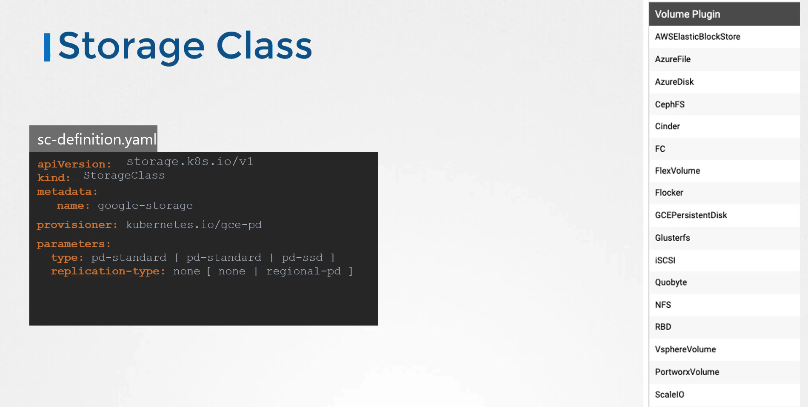 Storage Class
sc-definition.yaml
apiVersion: storage.k8s.io/v1
kind: StorageClass
metadata:
name: google-storage
provisioner: kubernetes.io/gce-pd
parameters:
type: pd-standard [ pd-standard | pd-ssd ]
replication-type: none [ none | regional-pd ]
Volume Plugin
AWSElasticBlockStore
AzureFile
AzureDisk
CephFS
Cinder
FC
FlexVolume
Flocker
GCEPersistentDisk
Glusterfs
iSCSI
Quobyte
NFS
RBD
VsphereVolume
PortworxVolume
ScaleIO